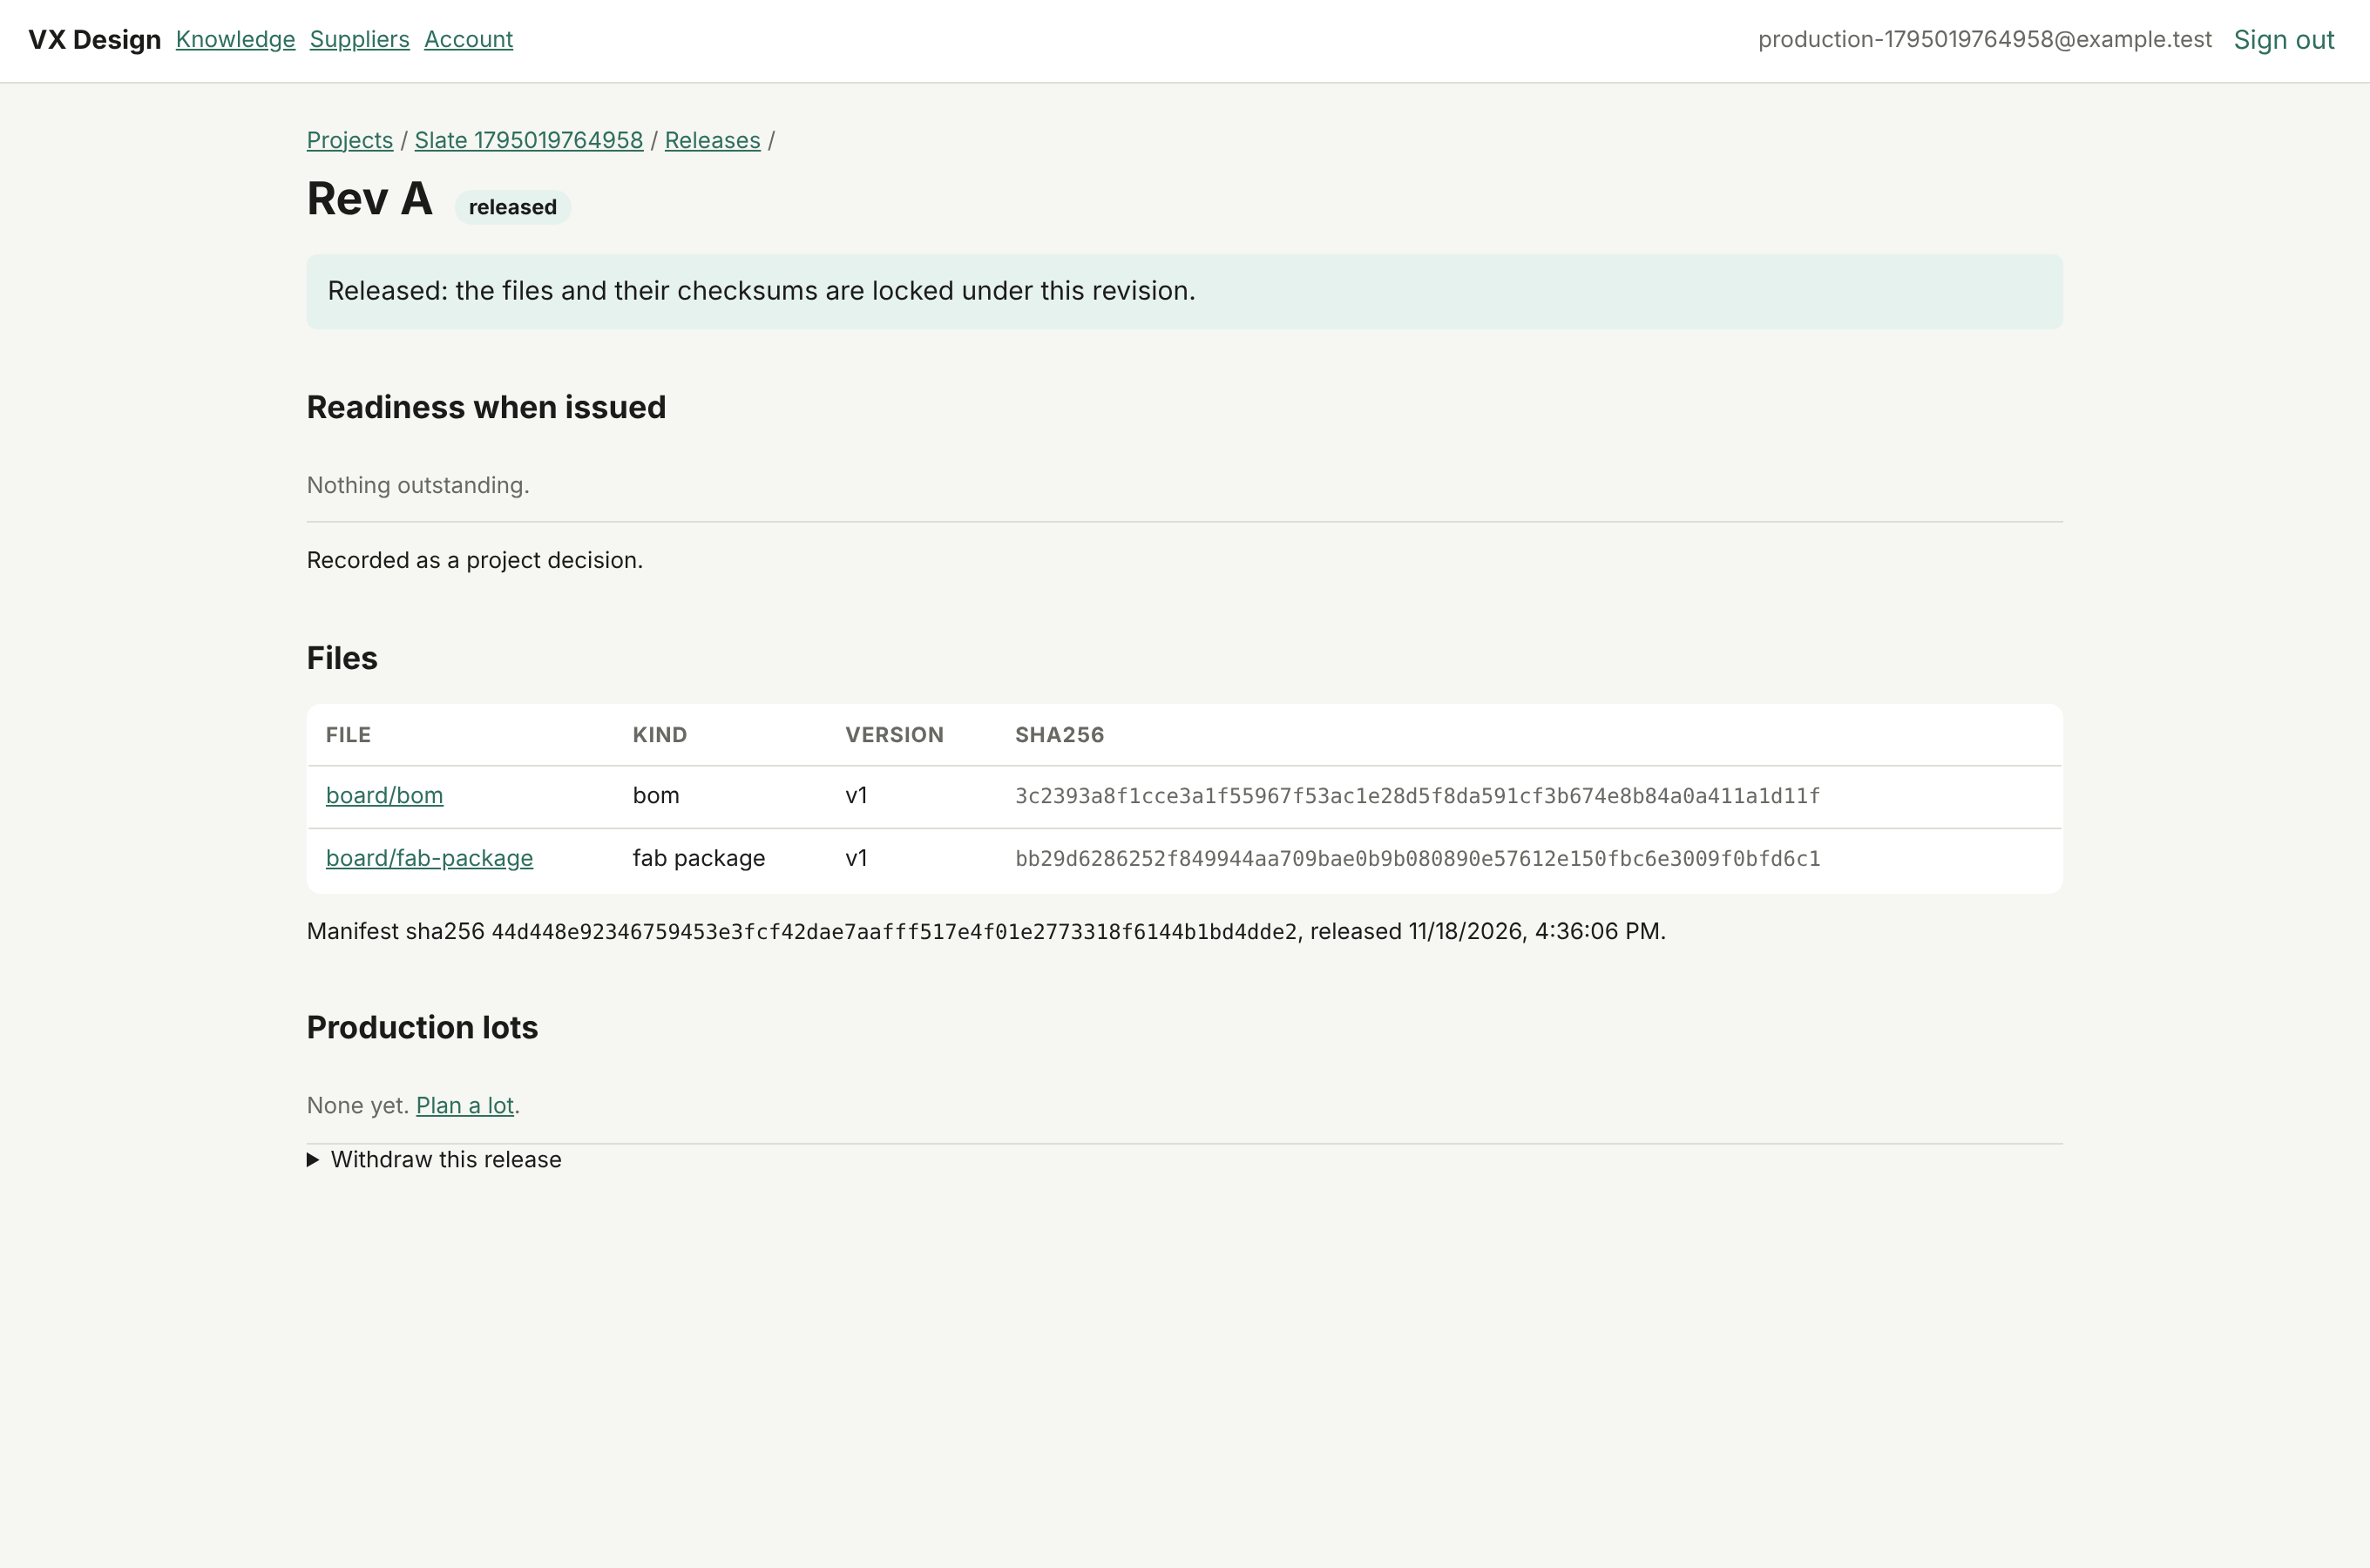 VX Design Knowledge Suppliers Account production-1795019764958@example.test Sign out
Projects / Slate 1795019764958 / Releases /
Rev A released
Released: the files and their checksums are locked under this revision.
Readiness when issued
Nothing outstanding.
Recorded as a project decision.
Files
FILE KIND VERSION SHA256
board/bom bom v1 3c2393a8f1cce3a1f55967f53ac1e28d5f8da591cf3b674e8b84a0a411a1d11f
board/fab-package fab package v1 bb29d6286252f849944aa709bae0b9b080890e57612e150fbc6e3009f0bfd6c1
Manifest sha256 44d448e92346759453e3fcf42dae7aafff517e4f01e2773318f6144b1bd4dde2, released 11/18/2026, 4:36:06 PM.
Production lots
None yet. Plan a lot.
Withdraw this release